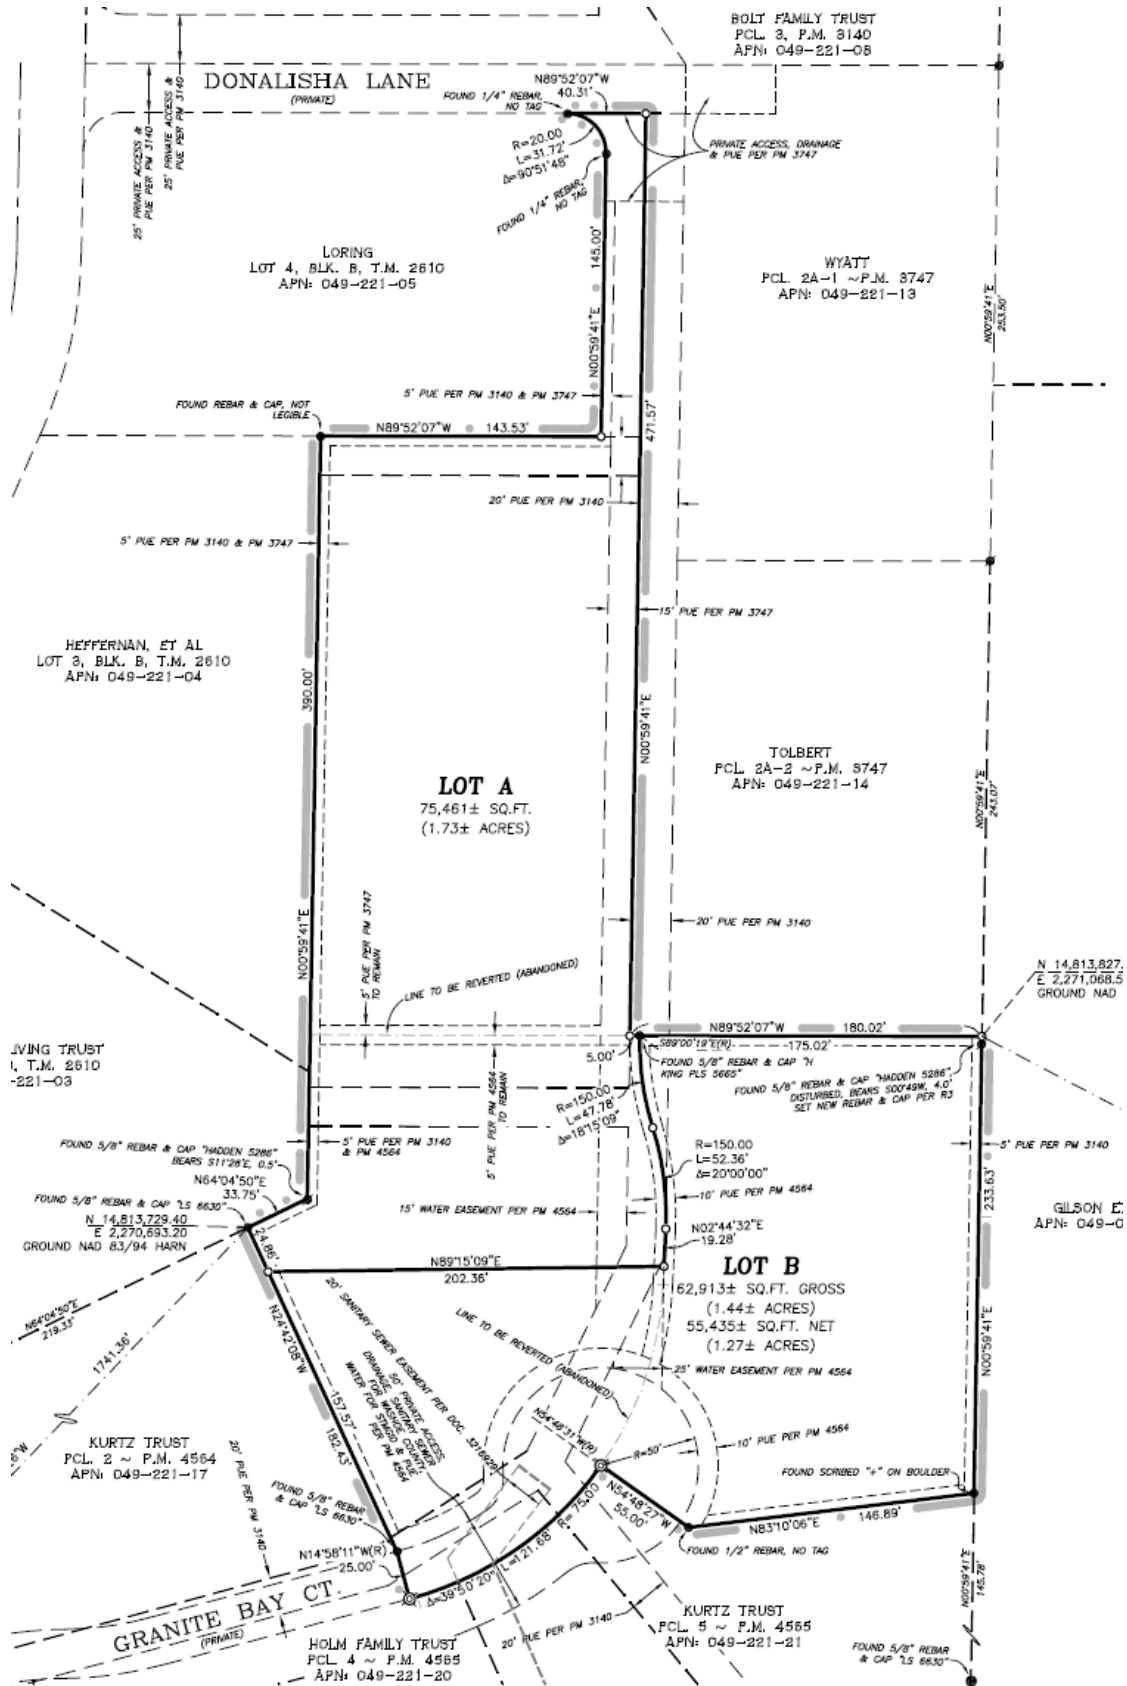 BOLT FAMILY TRUST
PCL. 3, P.M. 3140
APN: 049-221-08
DONALISHA LANE
(PRIVATE)
N89°52'07"W
40.31'
FOUND 1/4" REBAR,
NO TAG
25' PRIVATE ACCESS &
PUE PER PM 3140
25' PRIVATE ACCESS &
PUE PER PM 3140
R=20.00
L=31.72'
Δ=90°51'48"
FOUND 1/4" REBAR,
NO TAG
PRIVATE ACCESS, DRAINAGE
& PUE PER PM 3747
LORING
LOT 4, BLK. B, T.M. 2610
APN: 049-221-05
145.00'
N00°59'41"E
WYATT
PCL. 2A-1 ~P.M. 3747
APN: 049-221-13
N00°59'41"E
253.50'
5' PUE PER PM 3140 & PM 3747
FOUND REBAR & CAP, NOT
LEGIBLE
N89°52'07"W
143.53'
471.57'
20' PUE PER PM 3140
5' PUE PER PM 3140 & PM 3747
15' PUE PER PM 3747
HEFFERNAN, ET AL
LOT 3, BLK. B, T.M. 2610
APN: 049-221-04
390.00'
N00°59'41"E
TOLBERT
PCL. 2A-2 ~P.M. 3747
APN: 049-221-14
LOT A
75,461± SQ.FT.
(1.73± ACRES)
N00°59'41"E
243.07'
N00°59'41"E
5' PUE PER PM 3747
TO REMAIN
LINE TO BE REVERTED (ABANDONED)
20' PUE PER PM 3140
N 14,813,827.
E 2,271,068.5
GROUND NAD
N89°52'07"W
180.02'
S89°00'19"E(R)
175.02'
5.00'
FOUND 5/8" REBAR & CAP "H
KING PLS 5665"
FOUND 5/8" REBAR & CAP "HADDEN 5286"
DISTURBED, BEARS S00°49W, 4.0'
SET NEW REBAR & CAP PER R3
IVING TRUST
, T.M. 2610
-221-03
5' PUE PER PM 4564
TO REMAIN
R=150.00
L=47.78'
Δ=18°15'09"
R=150.00
L=52.36'
Δ=20°00'00"
5' PUE PER PM 3140
& PM 4564
5' PUE PER PM 3140
FOUND 5/8" REBAR & CAP "HADDEN 5286"
BEARS S11°28'E, 0.5'
N64°04'50"E
33.75'
FOUND 5/8" REBAR & CAP "LS 6630"
N 14,813,729.40
E 2,270,693.20
GROUND NAD 83/94 HARN
10' PUE PER PM 4564
15' WATER EASEMENT PER PM 4564
233.63'
GILSON E
APN: 049-0
24.86'
N89°15'09"E
202.36'
N02°44'32"E
19.28'
LOT B
62,913± SQ.FT. GROSS
(1.44± ACRES)
55,435± SQ.FT. NET
(1.27± ACRES)
N64°04'50"E
219.33'
1741.36'
N24°42'08"W
157.57'
182.43'
20' SANITARY SEWER EASEMENT PER DOC. 3216929
50' PRIVATE ACCESS,
DRAINAGE, SANITARY SEWER
FOR WASHOE COUNTY,
WATER FOR STMGID & PUE
PER PM 4564
LINE TO BE REVERTED (ABANDONED)
25' WATER EASEMENT PER PM 4564
N00°59'41"E
N54°48'31"W(R)
R=50'
10' PUE PER PM 4564
FOUND SCRIBED "+" ON BOULDER
KURTZ TRUST
PCL. 2 ~ P.M. 4564
APN: 049-221-17
20' PUE PER PM 3140
FOUND 5/8" REBAR
& CAP "LS 6630"
N54°48'27"W
55.00'
N83°10'06"E
146.89'
FOUND 1/2" REBAR, NO TAG
N14°58'11"W(R)
25.00'
R=75.00
L=121.68'
Δ=39°50'20"
GRANITE BAY CT.
(PRIVATE)
HOLM FAMILY TRUST
PCL. 4 ~ P.M. 4565
APN: 049-221-20
20' PUE PER PM 3140
KURTZ TRUST
PCL. 5 ~ P.M. 4565
APN: 049-221-21
N00°59'41"E
145.78'
FOUND 5/8" REBAR
& CAP "LS 6630"